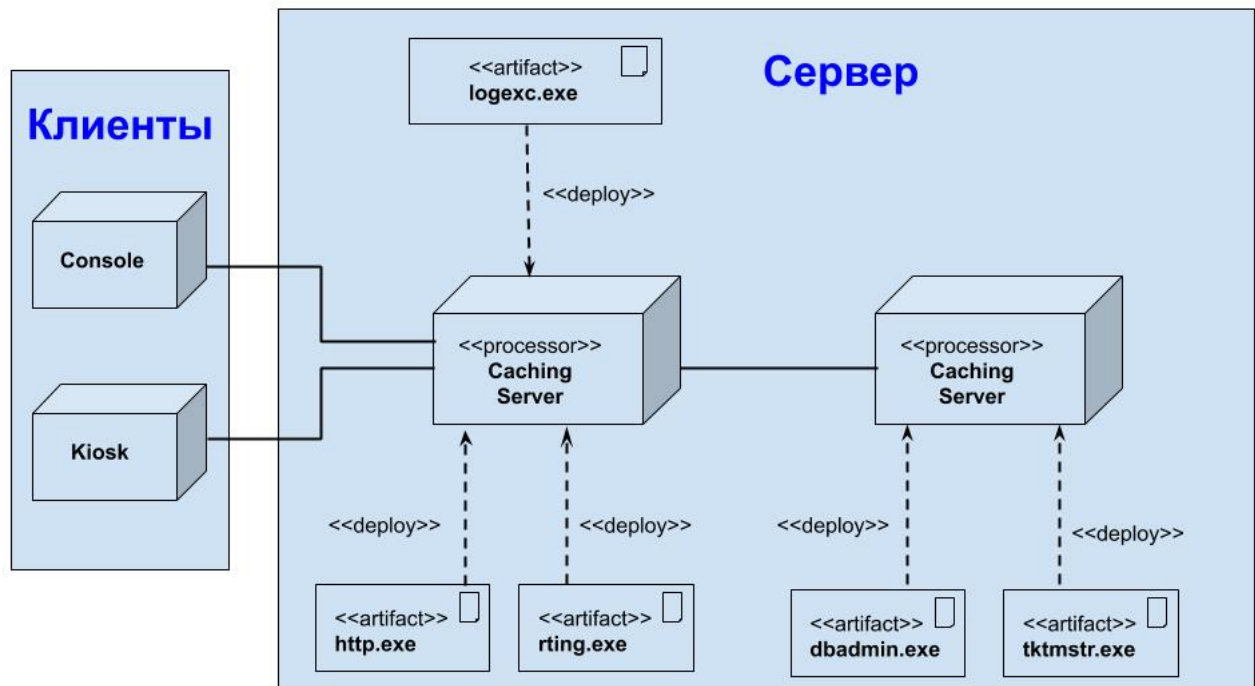 Клиенты
Сервер
<<artifact>>
logexc.exe
<<deploy>>
Console
Kiosk
<<processor>>
Caching
Server
<<processor>>
Caching
Server
<<deploy>>
<<deploy>>
<<deploy>>
<<deploy>>
<<artifact>>
http.exe
<<artifact>>
rting.exe
<<artifact>>
dbadmin.exe
<<artifact>>
tktmstr.exe